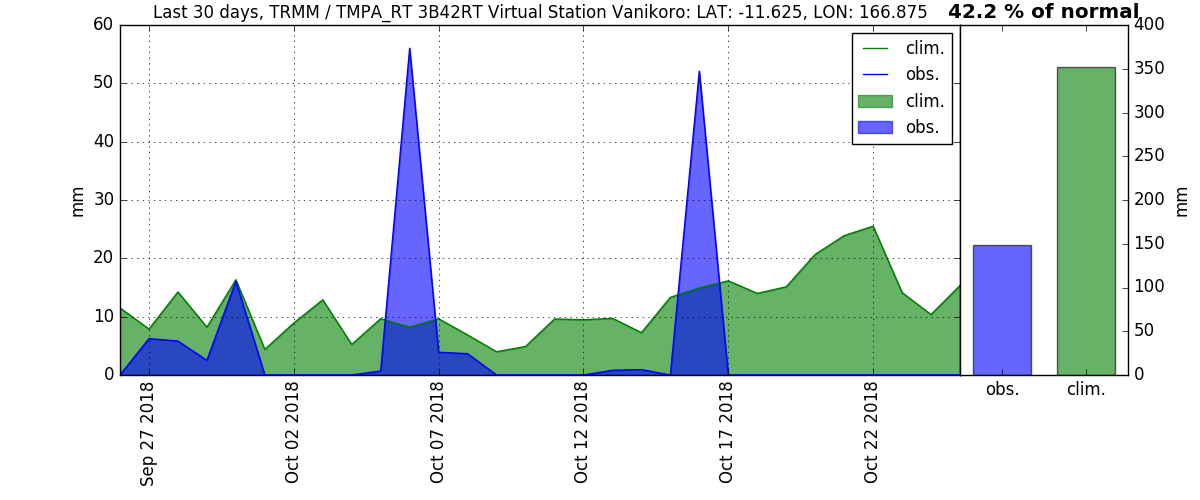 Last 30 days, TRMM / TMPA_RT 3B42RT Virtual Station Vanikoro: LAT: -11.625, LON: 166.875
42.2 % of normal
60
50
40
30
20
10
0
mm
clim.
obs.
clim.
obs.
Sep 27 2018
Oct 02 2018
Oct 07 2018
Oct 12 2018
Oct 17 2018
Oct 22 2018
400
350
300
250
200
150
100
50
0
mm
obs.
clim.